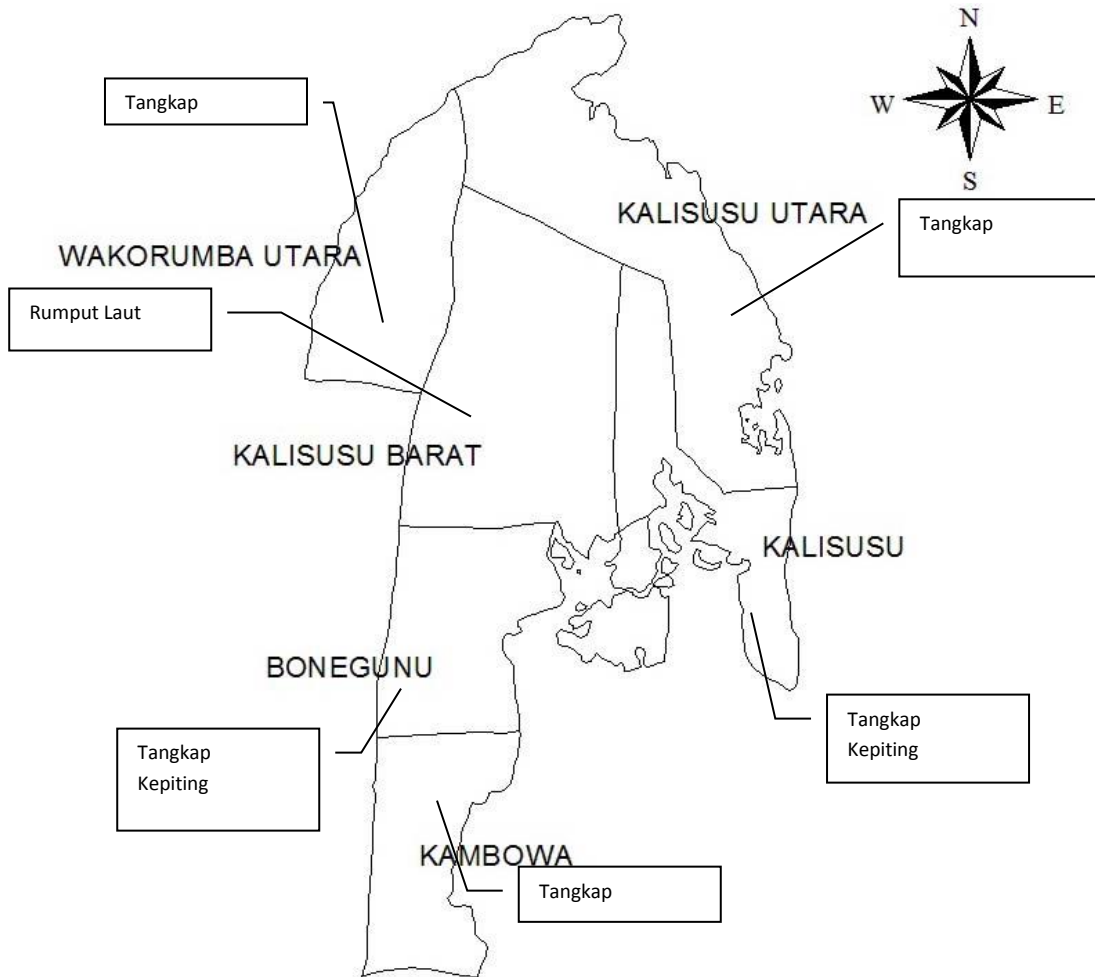 N
Tangkap
W
E
S
KALISUSU UTARA
Tangkap
WAKORUMBA UTARA
Rumput Laut
KALISUSU BARAT
KALISUSU
BONEGUNU
Tangkap
Kepiting
Tangkap
Kepiting
KAMBOWA
Tangkap